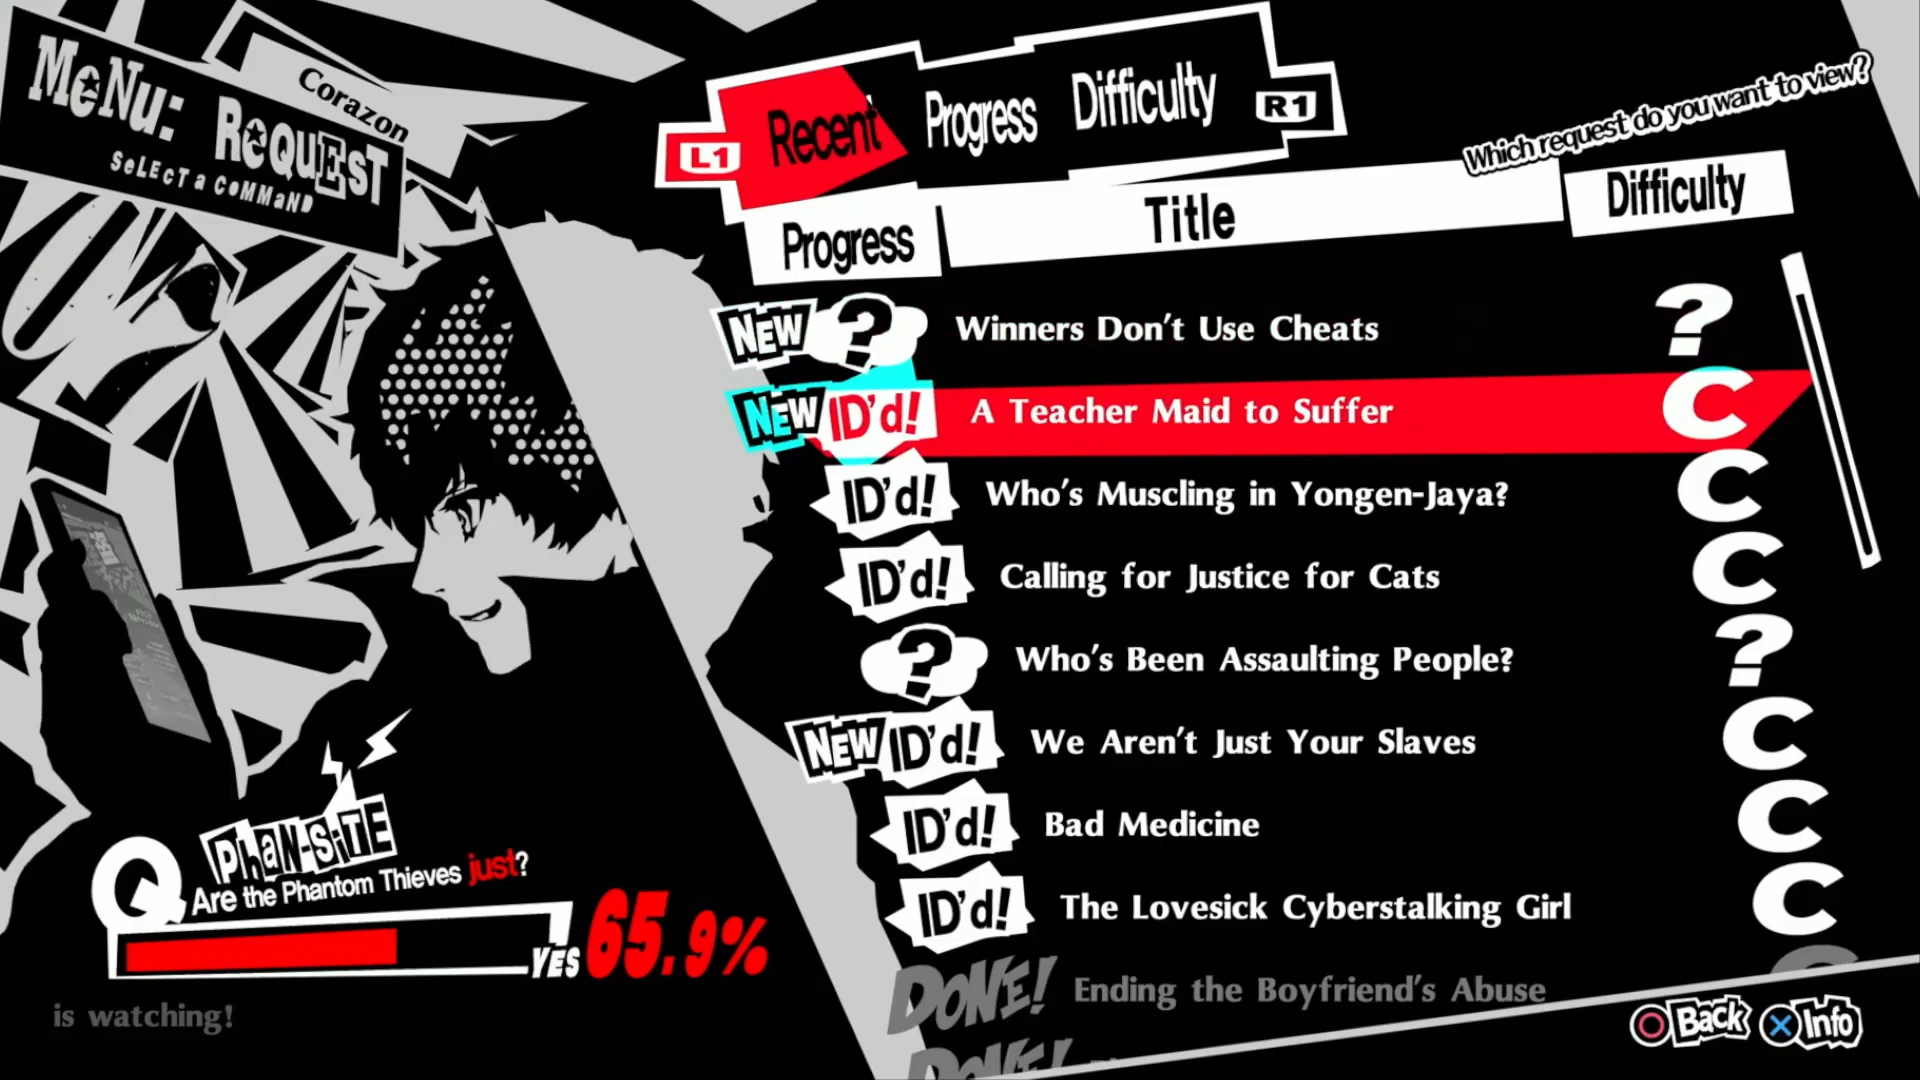 MeNu: ReQuEsT
Corazon
SeLEcT a CoMMaND
L1 Recent Progress Difficulty R1
Which request do you want to view?
Progress Title Difficulty
NEW ? Winners Don't Use Cheats ?
NEW ID'd! A Teacher Maid to Suffer C
ID'd! Who's Muscling in Yongen-Jaya? C
ID'd! Calling for Justice for Cats C
? Who's Been Assaulting People? ?
NEW ID'd! We Aren't Just Your Slaves C
ID'd! Bad Medicine C
ID'd! The Lovesick Cyberstalking Girl C
DONE! Ending the Boyfriend's Abuse C
DONE!
PhaN-SiTE
Q Are the Phantom Thieves just?
YES 65.9%
is watching!
Back Info